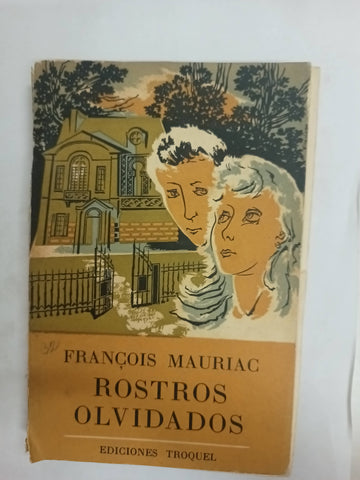 FRANÇOIS MAURIAC
ROSTROS
OLVIDADOS
EDICIONES TROQUEL